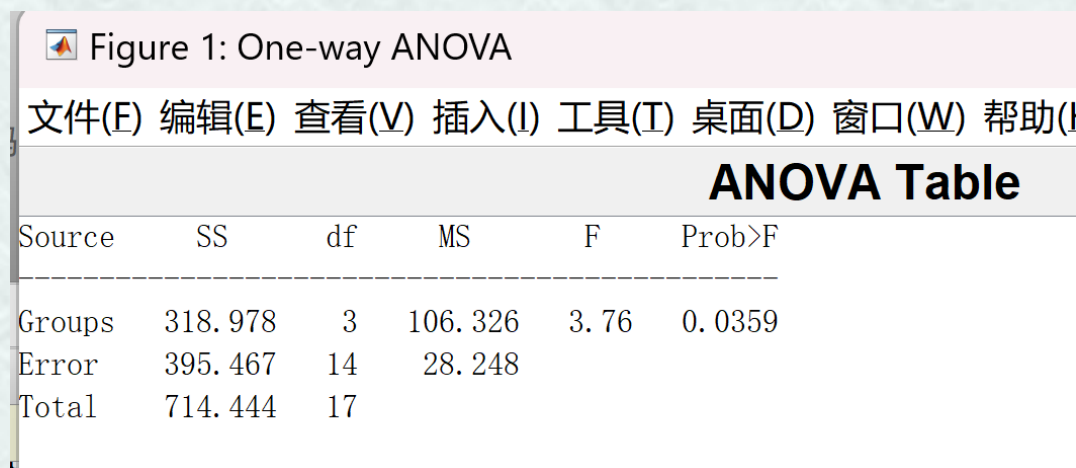 Figure 1: One-way ANOVA
文件(F) 编辑(E) 查看(V) 插入(I) 工具(T) 桌面(D) 窗口(W) 帮助(
ANOVA Table
Source SS df MS F Prob>F
Groups 318.978 3 106.326 3.76 0.0359
Error 395.467 14 28.248
Total 714.444 17